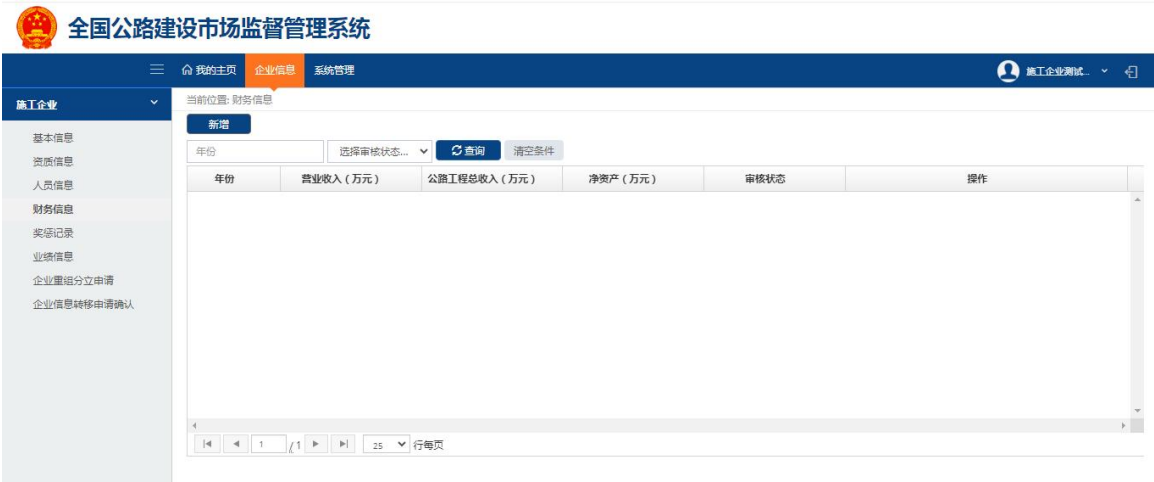 全国公路建设市场监督管理系统
我的主页 企业信息 系统管理 施工企业测试...
施工企业
当前位置: 财务信息
新增
基本信息
资质信息
人员信息
财务信息
奖惩记录
业绩信息
企业重组分立申请
企业信息转移申请确认
年份 选择审核状态... 查询 清空条件
年份 营业收入（万元） 公路工程总收入（万元） 净资产（万元） 审核状态 操作
1 /1 25 行每页